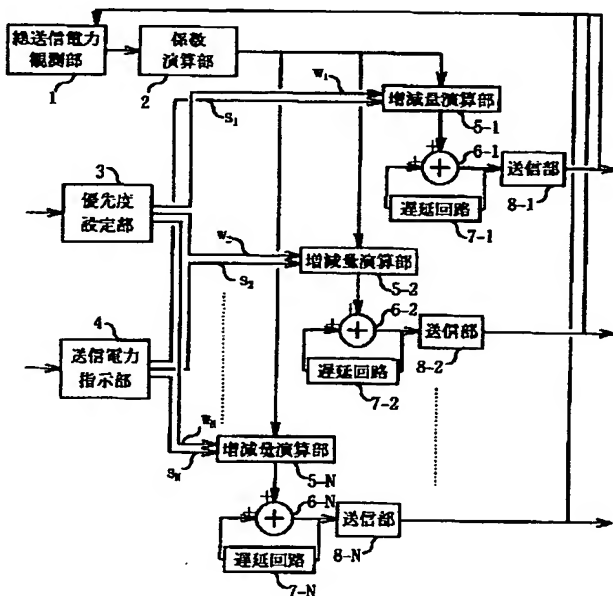 総送信電力
観測部
1
係数
演算部
2
w₁
s₁
増減量演算部
5-1
+
+
6-1
送信部
8-1
遅延回路
7-1
3
優先度
設定部
w₂
s₂
増減量演算部
5-2
+
+
6-2
送信部
8-2
遅延回路
7-2
4
送信電力
指示部
w_N
s_N
増減量演算部
5-N
+
+
6-N
送信部
8-N
遅延回路
7-N